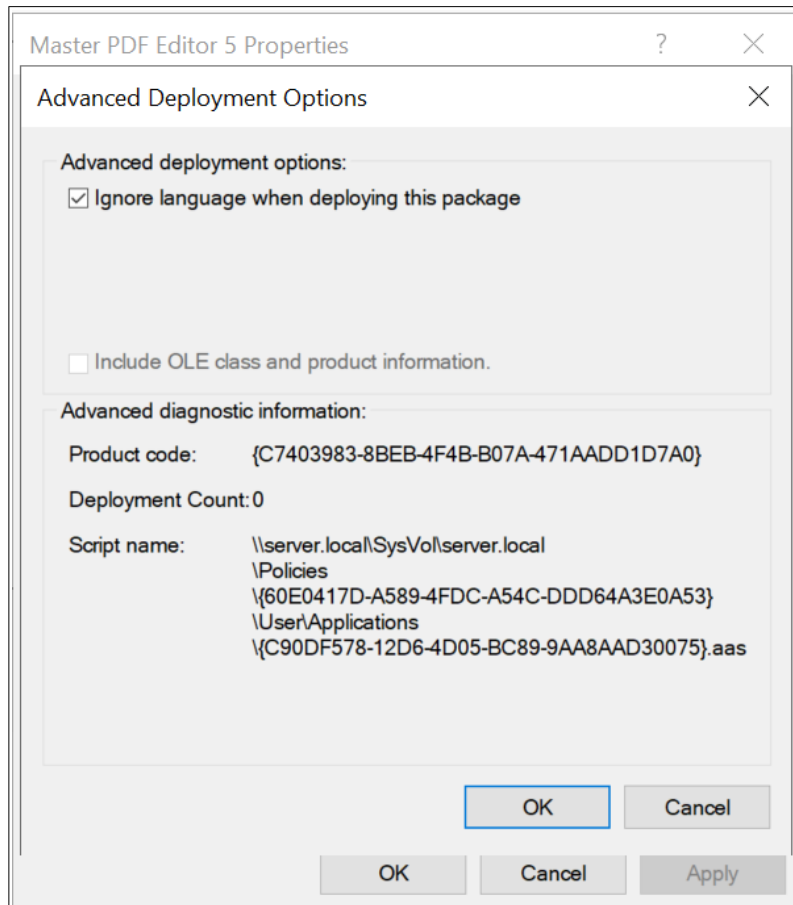 Master PDF Editor 5 Properties
Advanced Deployment Options
Advanced deployment options:
Ignore language when deploying this package
Include OLE class and product information.
Advanced diagnostic information:
Product code: {C7403983-8BEB-4F4B-B07A-471AADD1D7A0}
Deployment Count: 0
Script name: \\server.local\SysVol\server.local
\Policies
\{60E0417D-A589-4FDC-A54C-DDD64A3E0A53}
\User\Applications
\{C90DF578-12D6-4D05-BC89-9AA8AAD30075}.aas
OK Cancel
OK Cancel Apply